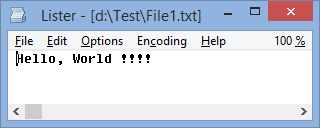 Lister - [d:\Test\File1.txt]
File Edit Options Encoding Help 100 %
Hello, World !!!!